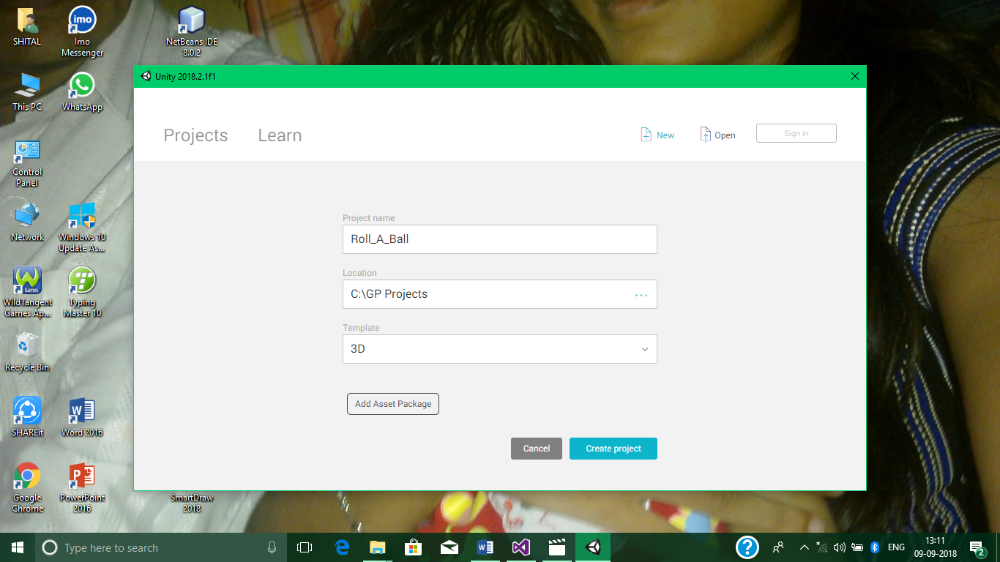 SHITAL
Imo
Messenger
NetBeans IDE
8.0.2
This PC
WhatsApp
Control
Panel
Network
Windows 10
Update As...
WildTangent
Games Ap...
Typing
Master 10
Recycle Bin
SHAREit
Word 2016
Google
Chrome
PowerPoint
2016
SmartDraw
2018
Unity 2018.2.1f1
Projects
Learn
New
Open
Sign in
Project name
Roll_A_Ball
Location
C:\GP Projects
...
Template
3D
Add Asset Package
Cancel
Create project
Type here to search
ENG
13:11
09-09-2018
2